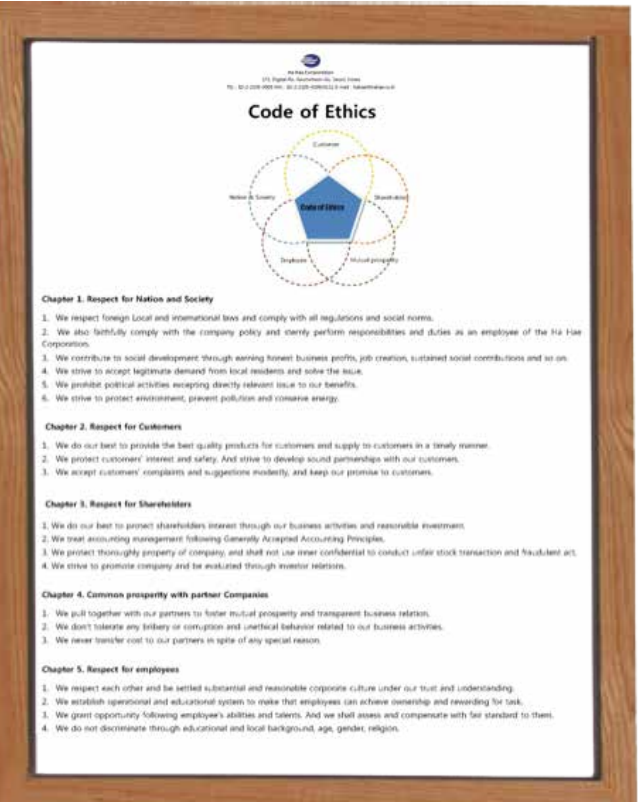 Ha Hae Corporation
Code of Ethics
Customer
Nation & Society
Shareholders
Code of Ethics
Employee
Mutual prosperity
Chapter 1. Respect for Nation and Society
1. We respect foreign Local and international laws and comply with all regulations and social norms.
2. We also faithfully comply with the company policy and sternly perform responsibilities and duties as an employee of the Ha Hae
Corporation.
3. We contribute to social development through earning honest business profits, job creation, sustained social contributions and so on.
4. We strive to accept legitimate demand from local residents and solve the issue.
5. We prohibit political activities excepting directly relevant issue to our benefits.
6. We strive to protect environment, prevent pollution and conserve energy.
Chapter 2. Respect for Customers
1. We do our best to provide the best quality products for customers and supply to customers in a timely manner.
2. We protect customers' interest and safety. And strive to develop sound partnerships with our customers.
3. We accept customers' complaints and suggestions modestly, and keep our promise to customers.
Chapter 3. Respect for Shareholders
1. We do our best to protect shareholders interest through our business activities and reasonable investment.
2. We treat accounting management following Generally Accepted Accounting Principles.
3. We protect thoroughly property of company, and shall not use inner confidential to conduct unfair stock transaction and fraudulent act.
4. We strive to promote company and be evaluated through investor relations.
Chapter 4. Common prosperity with partner Companies
1. We pull together with our partners to foster mutual prosperity and transparent business relation.
2. We don't tolerate any bribery or corruption and unethical behavior related to our business activities.
3. We never transfer cost to our partners in spite of any special reason.
Chapter 5. Respect for employees
1. We respect each other and be settled substantial and reasonable corporate culture under our trust and understanding.
2. We establish operational and educational system to make that employees can achieve ownership and rewarding for task.
3. We grant opportunity following employee's abilities and talents. And we shall assess and compensate with fair standard to them.
4. We do not discriminate through educational and local background, age, gender, religion.